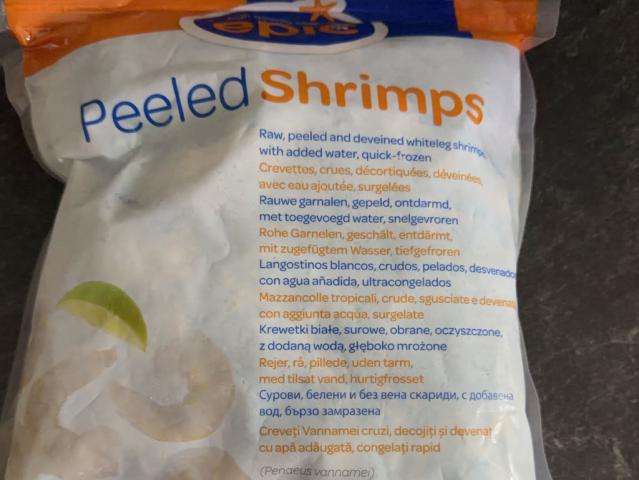 epic
Peeled Shrimps
Raw, peeled and deveined whiteleg shrimps,
with added water, quick-frozen
Crevettes, crues, décortiquées, déveinées,
avec eau ajoutée, surgelées
Rauwe garnalen, gepeld, ontdarmd,
met toegevoegd water, snelgevroren
Rohe Garnelen, geschält, entdärmt,
mit zugefügtem Wasser, tiefgefroren
Langostinos blancos, crudos, pelados, desvenados
con agua añadida, ultracongelados
Mazzancolle tropicali, crude, sgusciate e devenate
con aggiunta acqua, surgelate
Krewetki białe, surowe, obrane, oczyszczone,
z dodaną wodą, głęboko mrożone
Rejer, rå, pillede, uden tarm,
med tilsat vand, hurtigfrosset
Сурови, белени и без вена скариди, с добавена
вод, бързо замразена
Creveți Vannamei cruzi, decojiți și devenați
cu apă adăugată, congelați rapid
(Penaeus vannamei)